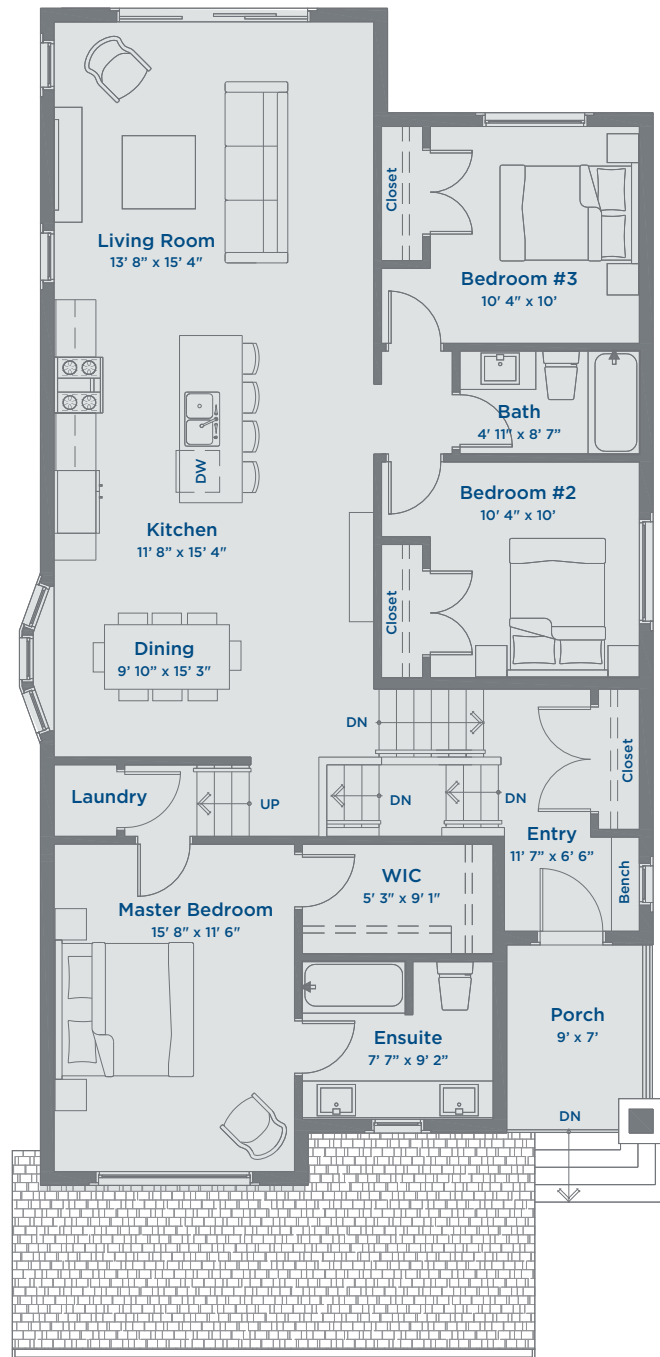 Living Room
13' 8” x 15' 4"
Closet
Bedroom #3
10' 4" x 10'
Bath
4' 11” x 8' 7”
DW
Bedroom #2
10' 4" x 10'
Kitchen
11' 8” x 15' 4”
Closet
Dining
9' 10” x 15' 3"
DN
Closet
Laundry
UP
DN
DN
Entry
11' 7” x 6' 6”
Bench
WIC
5' 3” x 9' 1”
Master Bedroom
15' 8" x 11' 6"
Porch
9' x 7'
Ensuite
7' 7” x 9' 2”
DN